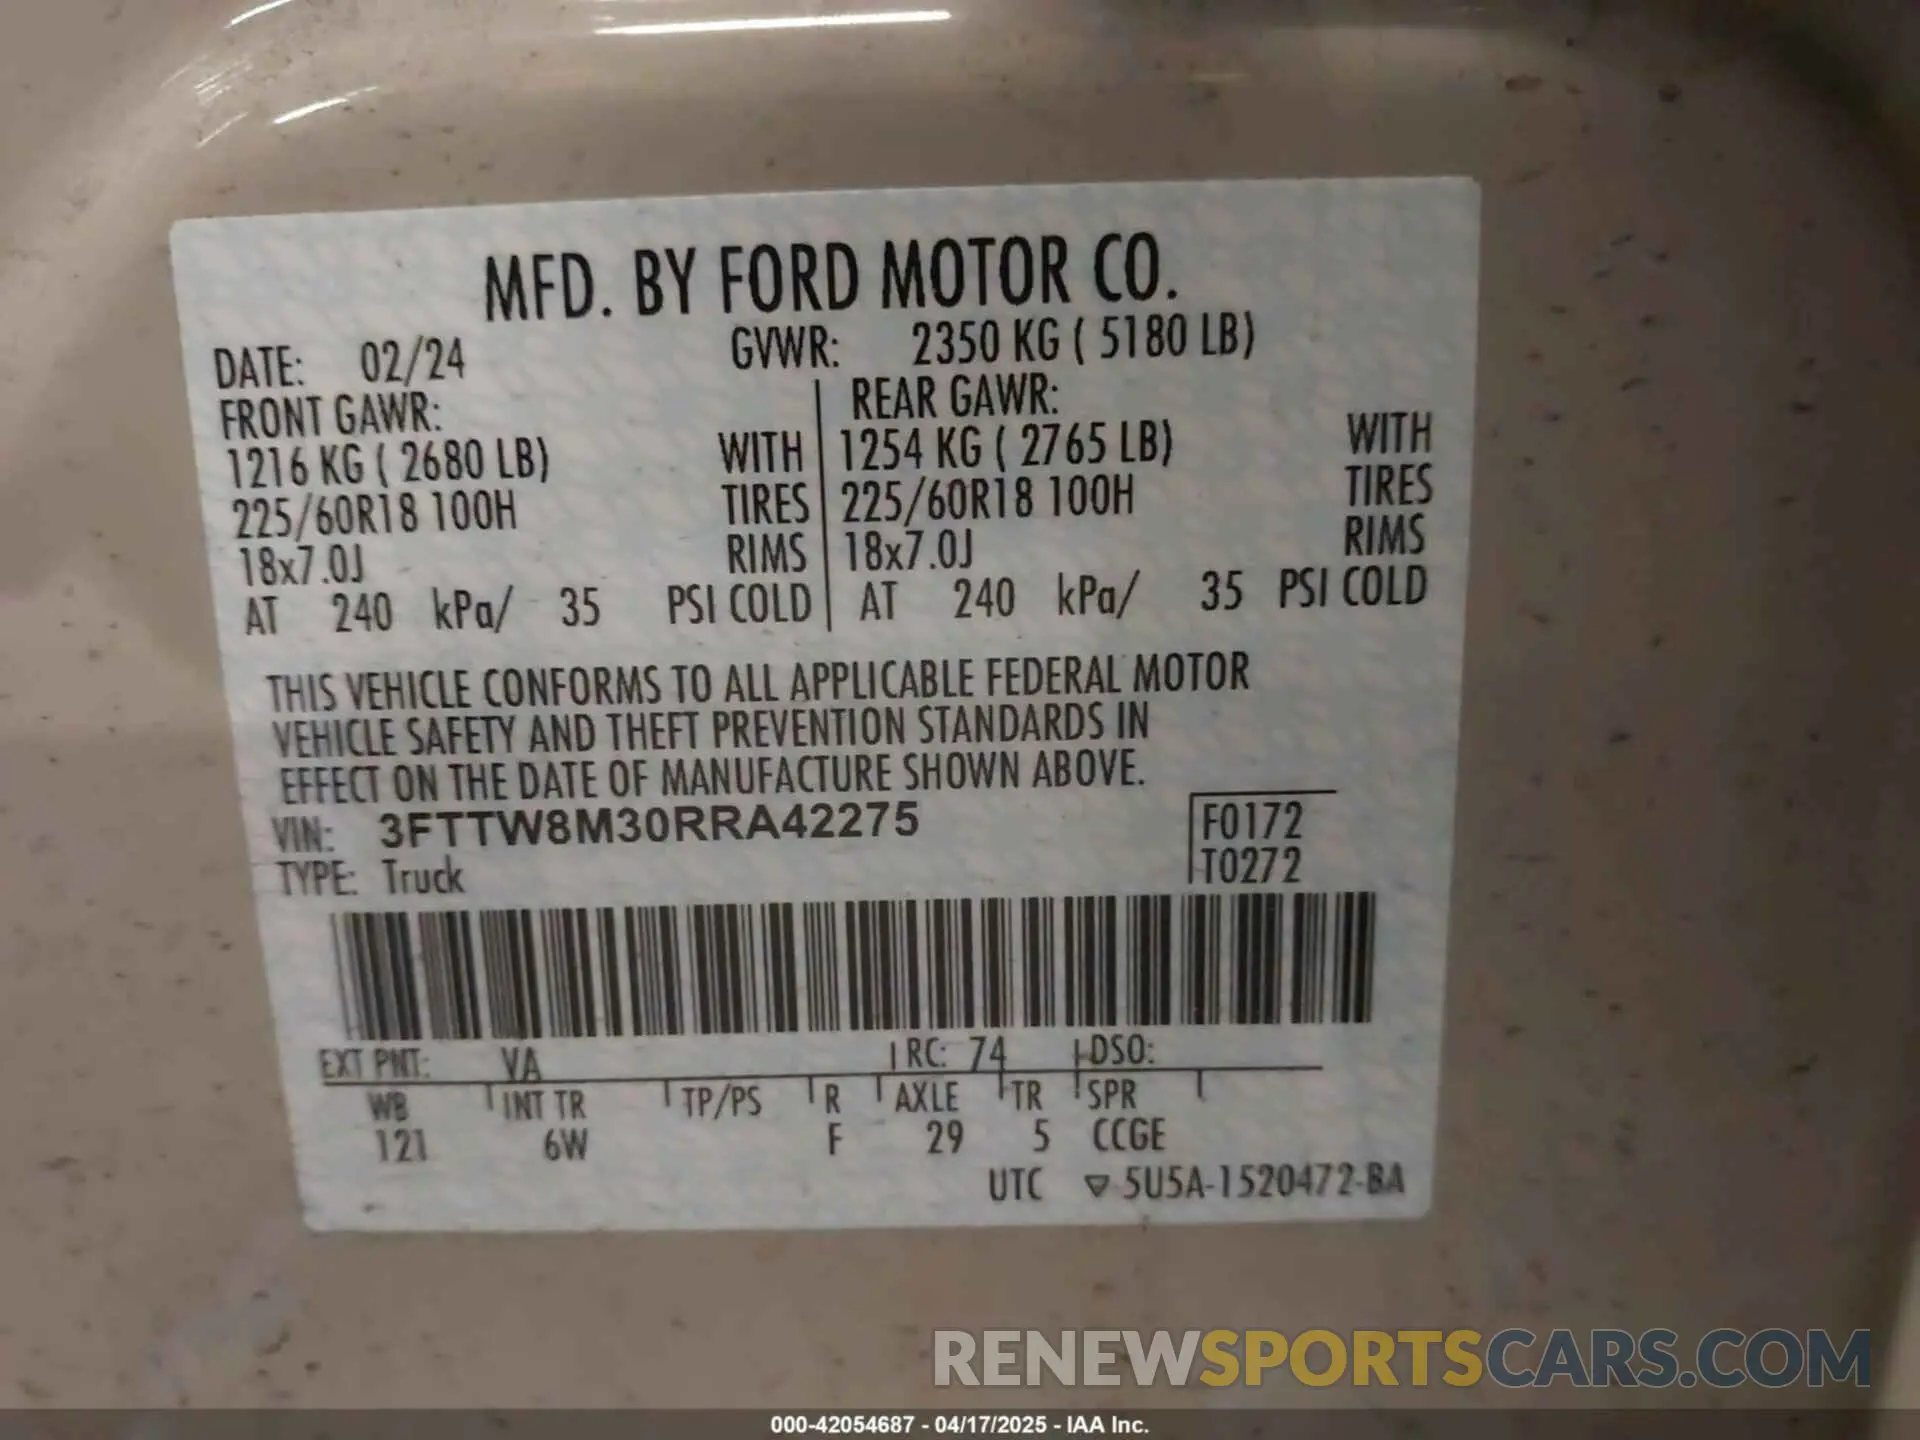 MFD. BY FORD MOTOR CO.
DATE: 02/24 GVWR: 2350 KG ( 5180 LB)
FRONT GAWR: REAR GAWR:
1216 KG ( 2680 LB) WITH 1254 KG ( 2765 LB) WITH
225/60R18 100H TIRES 225/60R18 100H TIRES
18x7.0J RIMS 18x7.0J RIMS
AT 240 kPa/ 35 PSI COLD AT 240 kPa/ 35 PSI COLD
THIS VEHICLE CONFORMS TO ALL APPLICABLE FEDERAL MOTOR
VEHICLE SAFETY AND THEFT PREVENTION STANDARDS IN
EFFECT ON THE DATE OF MANUFACTURE SHOWN ABOVE.
VIN: 3FTTW8M30RRA42275 F0172
TYPE: Truck T0272
EXT PNT: VA RC: 74 DSO:
WB INT TR TP/PS R AXLE TR SPR
121 6W F 29 5 CCGE
UTC 5U5A-1520472-BA
RENEWSPORTSCARS.COM
000-42054687 - 04/17/2025 - IAA Inc.